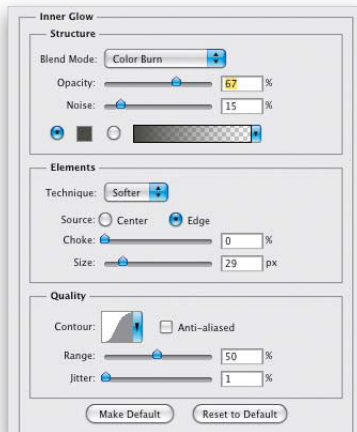 Inner Glow
Structure
Blend Mode: Color Burn
Opacity: 67 %
Noise: 15 %
Elements
Technique: Softer
Source: Center Edge
Choke: 0 %
Size: 29 px
Quality
Contour: Anti-aliased
Range: 50 %
Jitter: 1 %
Make Default Reset to Default